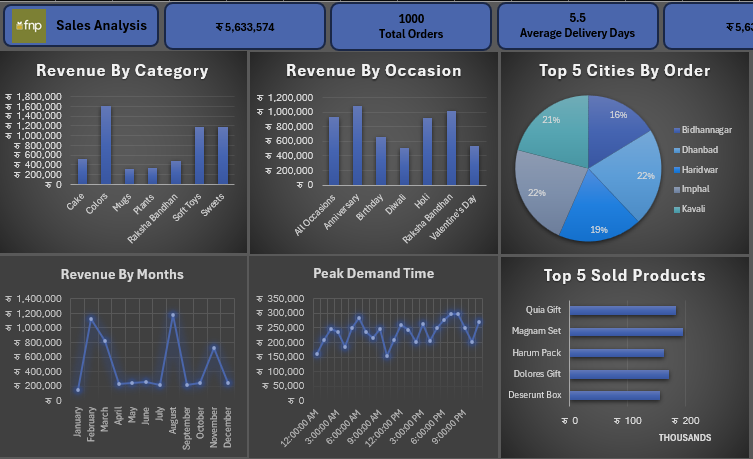 fnp
Sales Analysis
रु 5,633,574
1000
Total Orders
5.5
Average Delivery Days
Revenue By Category
रु 1,800,000
रु 1,600,000
रु 1,400,000
रु 1,200,000
रु 1,000,000
रु 800,000
रु 600,000
रु 400,000
रु 200,000
रु 0
Cake
Colors
Mugs
Plants
Raksha Bandhan
Soft Toys
Sweets
Revenue By Occasion
रु 1,200,000
रु 1,000,000
रु 800,000
रु 600,000
रु 400,000
रु 200,000
रु 0
All Occasions
Anniversary
Birthday
Diwali
Holi
Raksha Bandhan
Valentine's Day
Top 5 Cities By Order
16%
22%
19%
22%
21%
Bidhannagar
Dhanbad
Haridwar
Imphal
Kavali
Revenue By Months
रु 1,400,000
रु 1,200,000
रु 1,000,000
रु 800,000
रु 600,000
रु 400,000
रु 200,000
रु 0
January
February
March
April
May
June
July
August
September
October
November
December
Peak Demand Time
रु 350,000
रु 300,000
रु 250,000
रु 200,000
रु 150,000
रु 100,000
रु 50,000
रु 0
12:00:00 AM
3:00:00 AM
6:00:00 AM
9:00:00 AM
12:00:00 PM
3:00:00 PM
6:00:00 PM
9:00:00 PM
Top 5 Sold Products
Quia Gift
Magnam Set
Harum Pack
Dolores Gift
Deserunt Box
रु 0
रु 100
रु 200
THOUSANDS